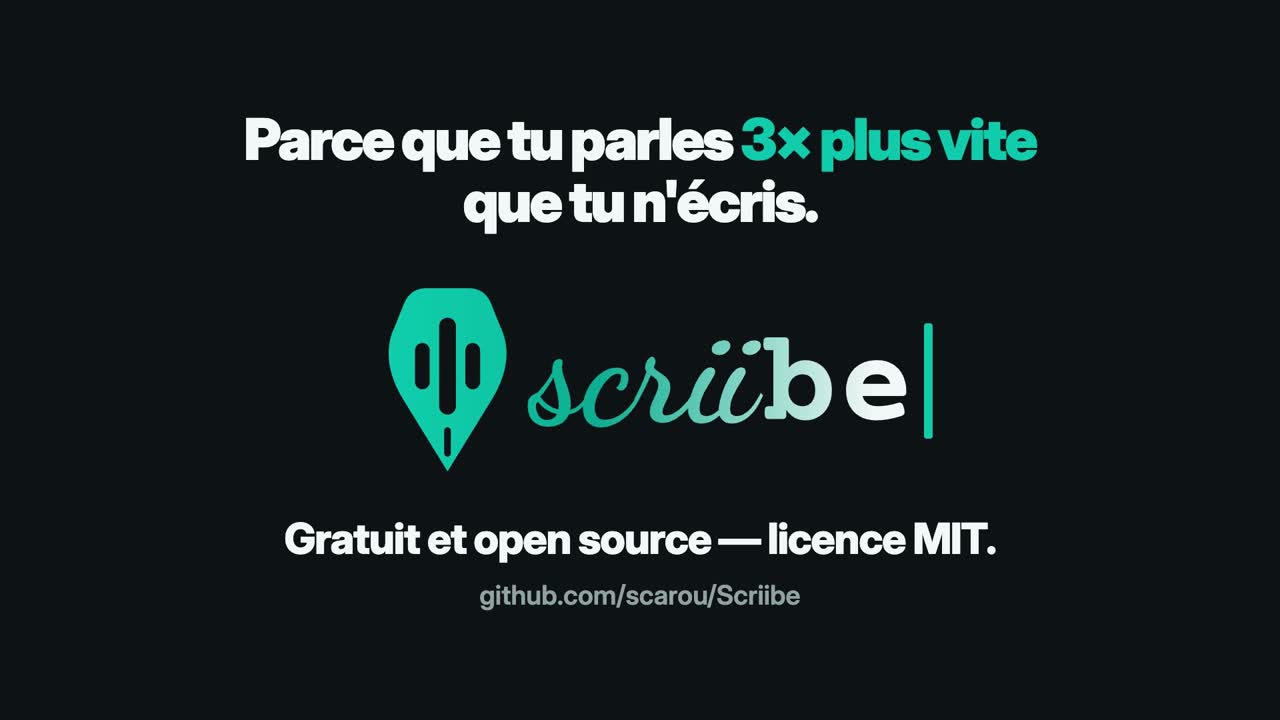 Parce que tu parles 3× plus vite
que tu n'écris.
scriibe
Gratuit et open source — licence MIT.
github.com/scarou/Scriibe